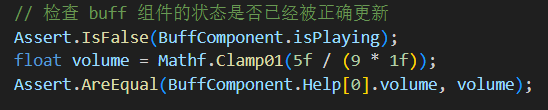 // 检查 buff 组件的状态是否已经被正确更新
Assert.IsFalse(BuffComponent.isPlaying);
float volume = Mathf.Clamp01(5f / (9 * 1f));
Assert.AreEqual(BuffComponent.Help[0].volume, volume);